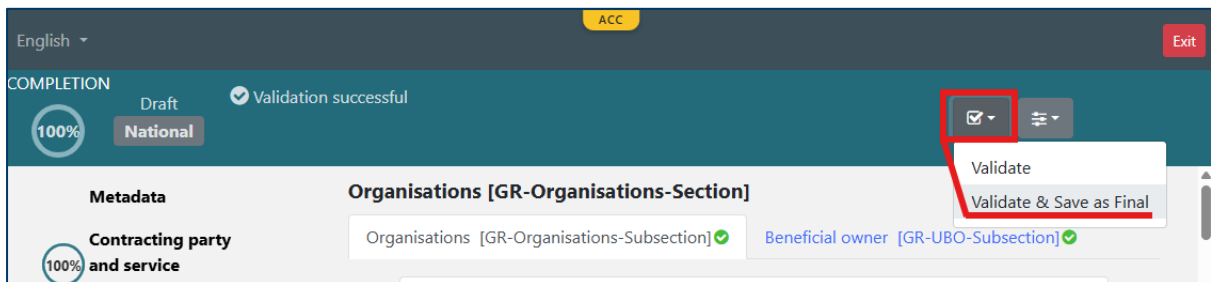 ACC
English
Exit
COMPLETION
100%
Draft
National
Validation successful
Validate
Validate & Save as Final
Metadata
Contracting party
and service
100%
Organisations [GR-Organisations-Section]
Organisations [GR-Organisations-Subsection]
Beneficial owner [GR-UBO-Subsection]